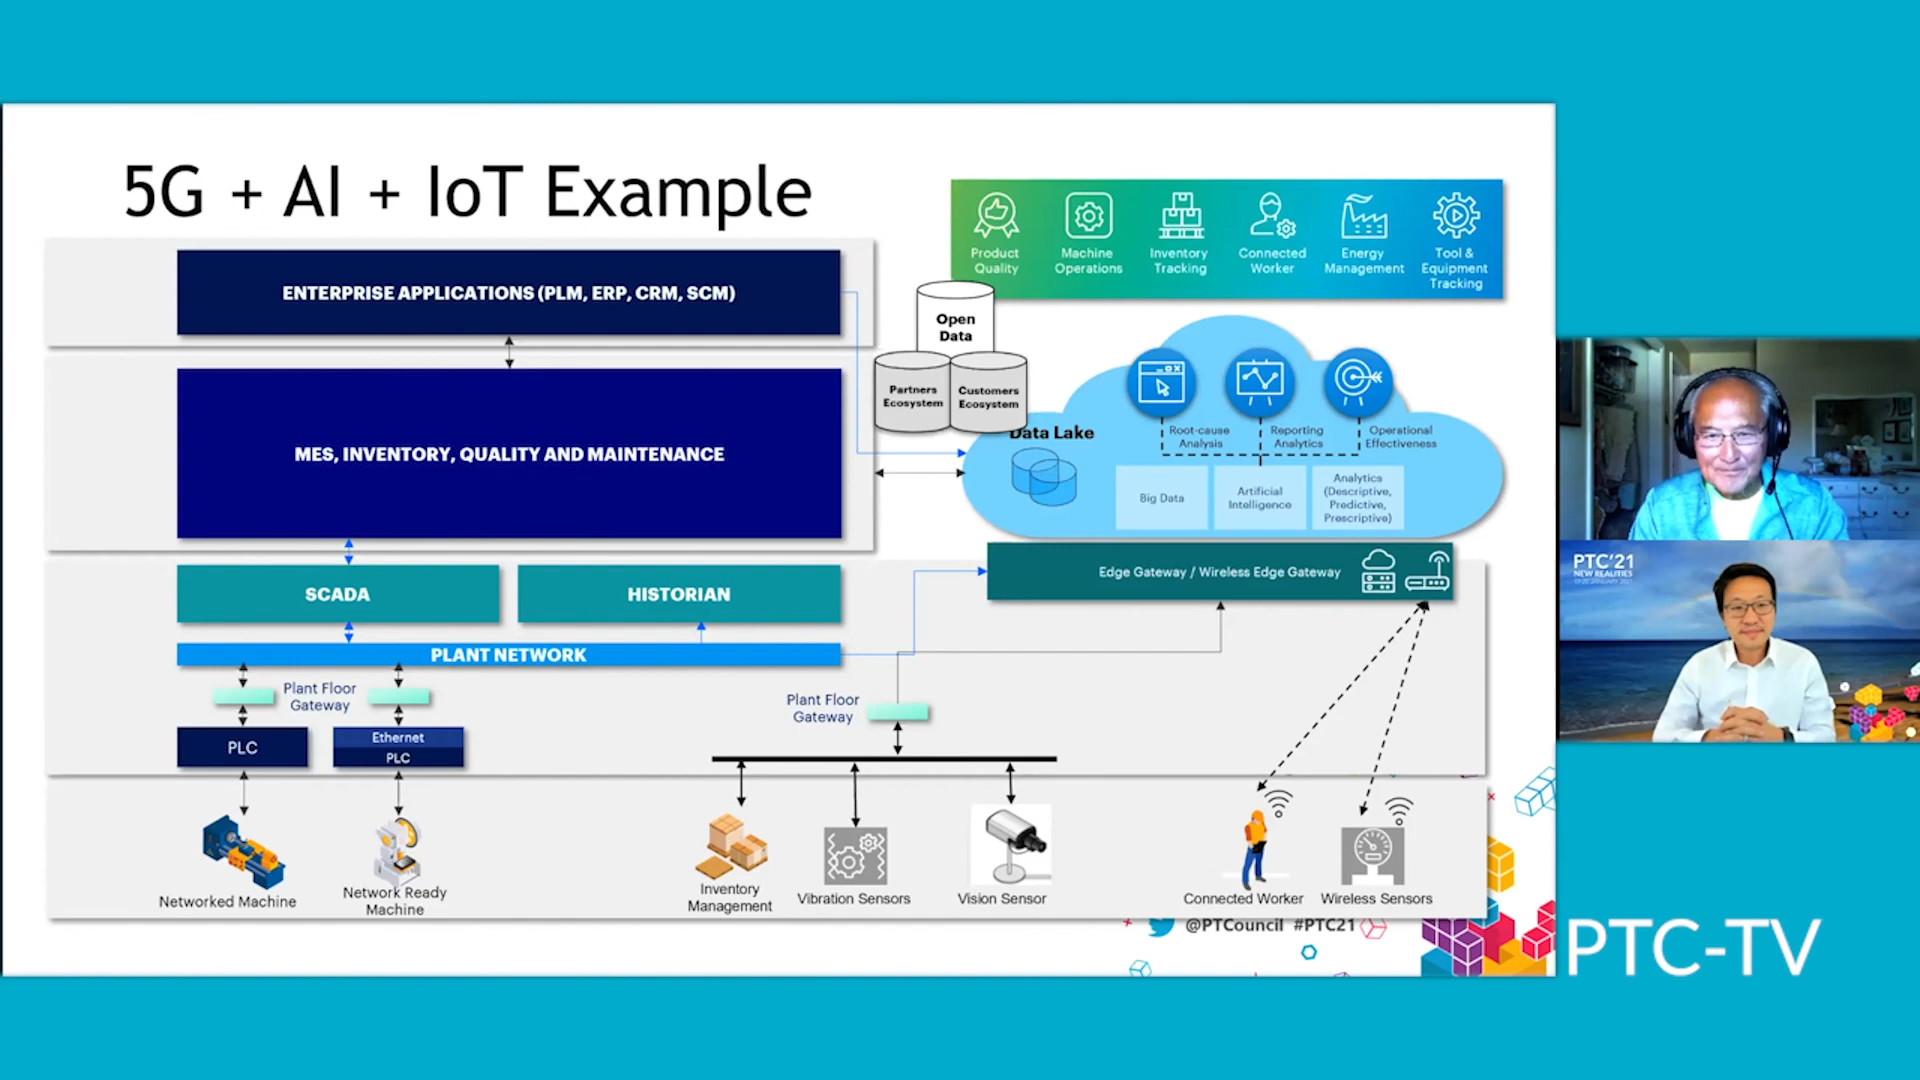 5G + AI + IoT Example
Product
Quality
Machine
Operations
Inventory
Tracking
Connected
Worker
Energy
Management
Tool &
Equipment
Tracking
ENTERPRISE APPLICATIONS (PLM, ERP, CRM, SCM)
Open
Data
Partners
Ecosystem
Customers
Ecosystem
MES, INVENTORY, QUALITY AND MAINTENANCE
Data Lake
Root-cause
Analysis
Reporting
Analytics
Operational
Effectiveness
Big Data
Artificial
Intelligence
Analytics
(Descriptive,
Predictive,
Prescriptive)
SCADA
HISTORIAN
Edge Gateway / Wireless Edge Gateway
PLANT NETWORK
Plant Floor
Gateway
Plant Floor
Gateway
PLC
Ethernet
PLC
Networked Machine
Network Ready
Machine
Inventory
Management
Vibration Sensors
Vision Sensor
Connected Worker
Wireless Sensors
@PTCouncil #PTC21
PTC'21
NEW REALITIES
PTC-TV